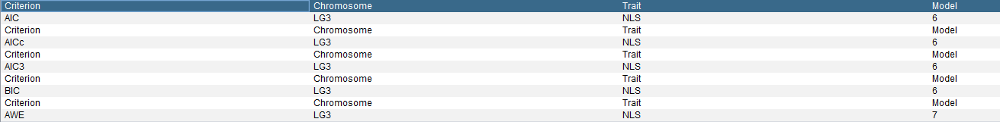 Criterion Chromosome Trait Model
AIC LG3 NLS 6
Criterion Chromosome Trait Model
AICc LG3 NLS 6
Criterion Chromosome Trait Model
AIC3 LG3 NLS 6
Criterion Chromosome Trait Model
BIC LG3 NLS 6
Criterion Chromosome Trait Model
AWE LG3 NLS 7